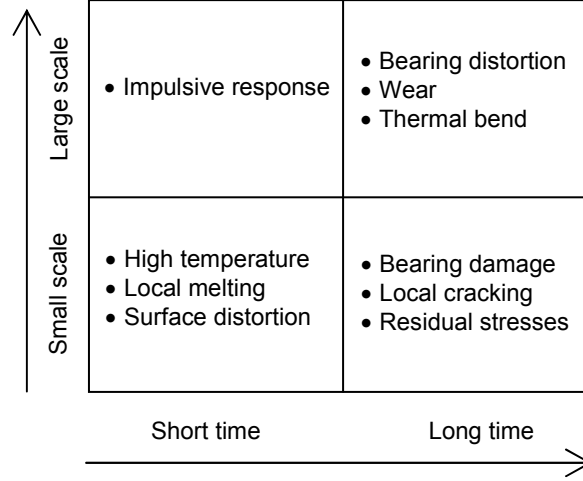 Large scale
• Impulsive response
• Bearing distortion
• Wear
• Thermal bend
Small scale
• High temperature
• Local melting
• Surface distortion
• Bearing damage
• Local cracking
• Residual stresses
Short time
Long time